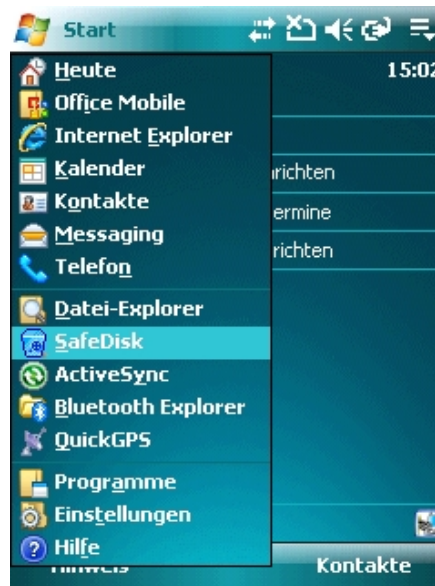 Start
Heute
15:02
Office Mobile
Internet Explorer
Kalender
richten
Kontakte
ermine
Messaging
richten
Telefon
Datei-Explorer
SafeDisk
ActiveSync
Bluetooth Explorer
QuickGPS
Programme
Einstellungen
Hilfe
Hinweis
Kontakte